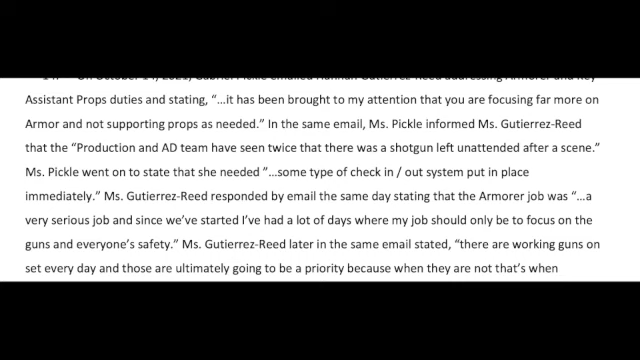 On October 14, 2021, Gabriel Pickle emailed Hannah Gutierrez-Reed addressing Armorer and Key
Assistant Props duties and stating, “…it has been brought to my attention that you are focusing far more on
Armor and not supporting props as needed.” In the same email, Ms. Pickle informed Ms. Gutierrez-Reed
that the “Production and AD team have seen twice that there was a shotgun left unattended after a scene.”
Ms. Pickle went on to state that she needed ”…some type of check in / out system put in place
immediately.” Ms. Gutierrez-Reed responded by email the same day stating that the Armorer job was “…a
very serious job and since we’ve started I’ve had a lot of days where my job should only be to focus on the
guns and everyone’s safety.” Ms. Gutierrez-Reed later in the same email stated, “there are working guns on
set every day and those are ultimately going to be a priority because when they are not that’s when